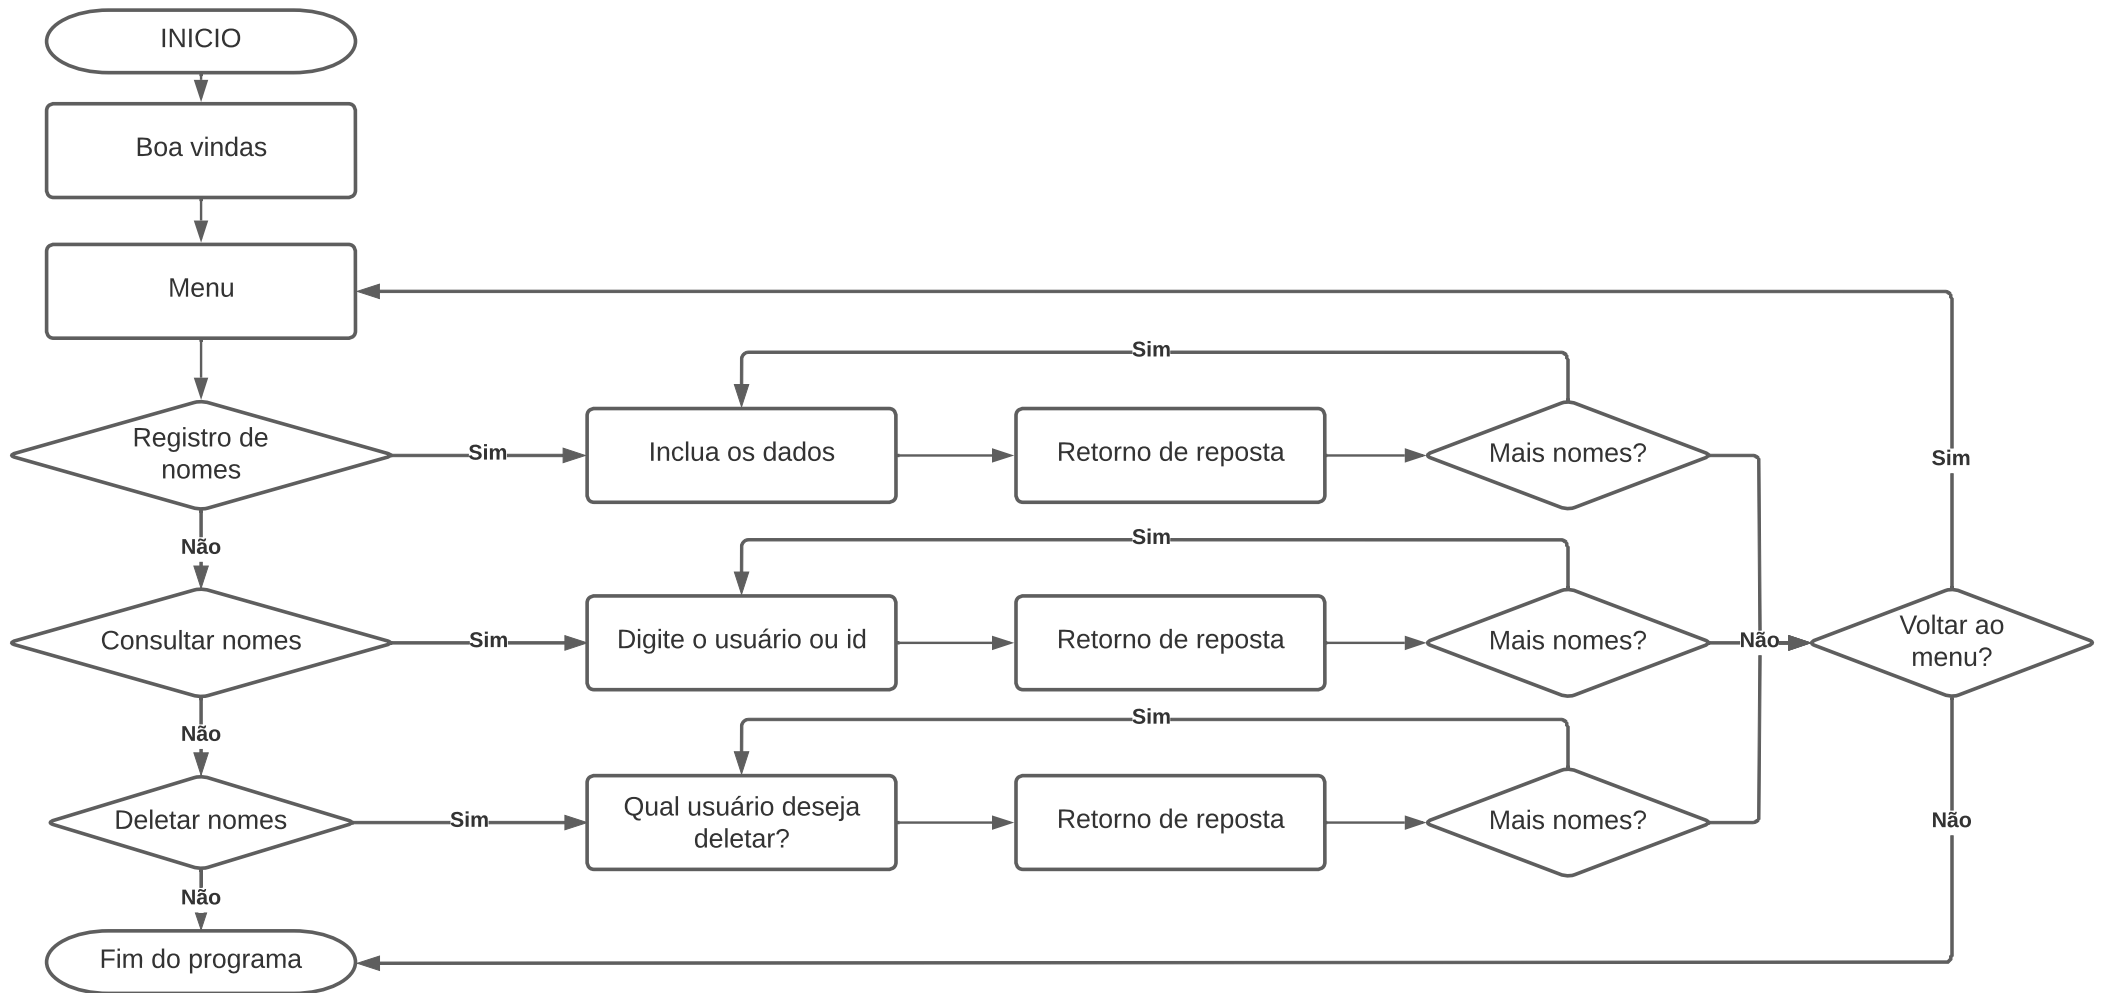 INICIO
Boa vindas
Menu
Sim
Registro de
nomes
Sim
Inclua os dados
Retorno de reposta
Mais nomes?
Sim
Não
Sim
Consultar nomes
Sim
Digite o usuário ou id
Retorno de reposta
Mais nomes?
Não
Voltar ao
menu?
Não
Sim
Deletar nomes
Sim
Qual usuário deseja
deletar?
Retorno de reposta
Mais nomes?
Não
Não
Fim do programa